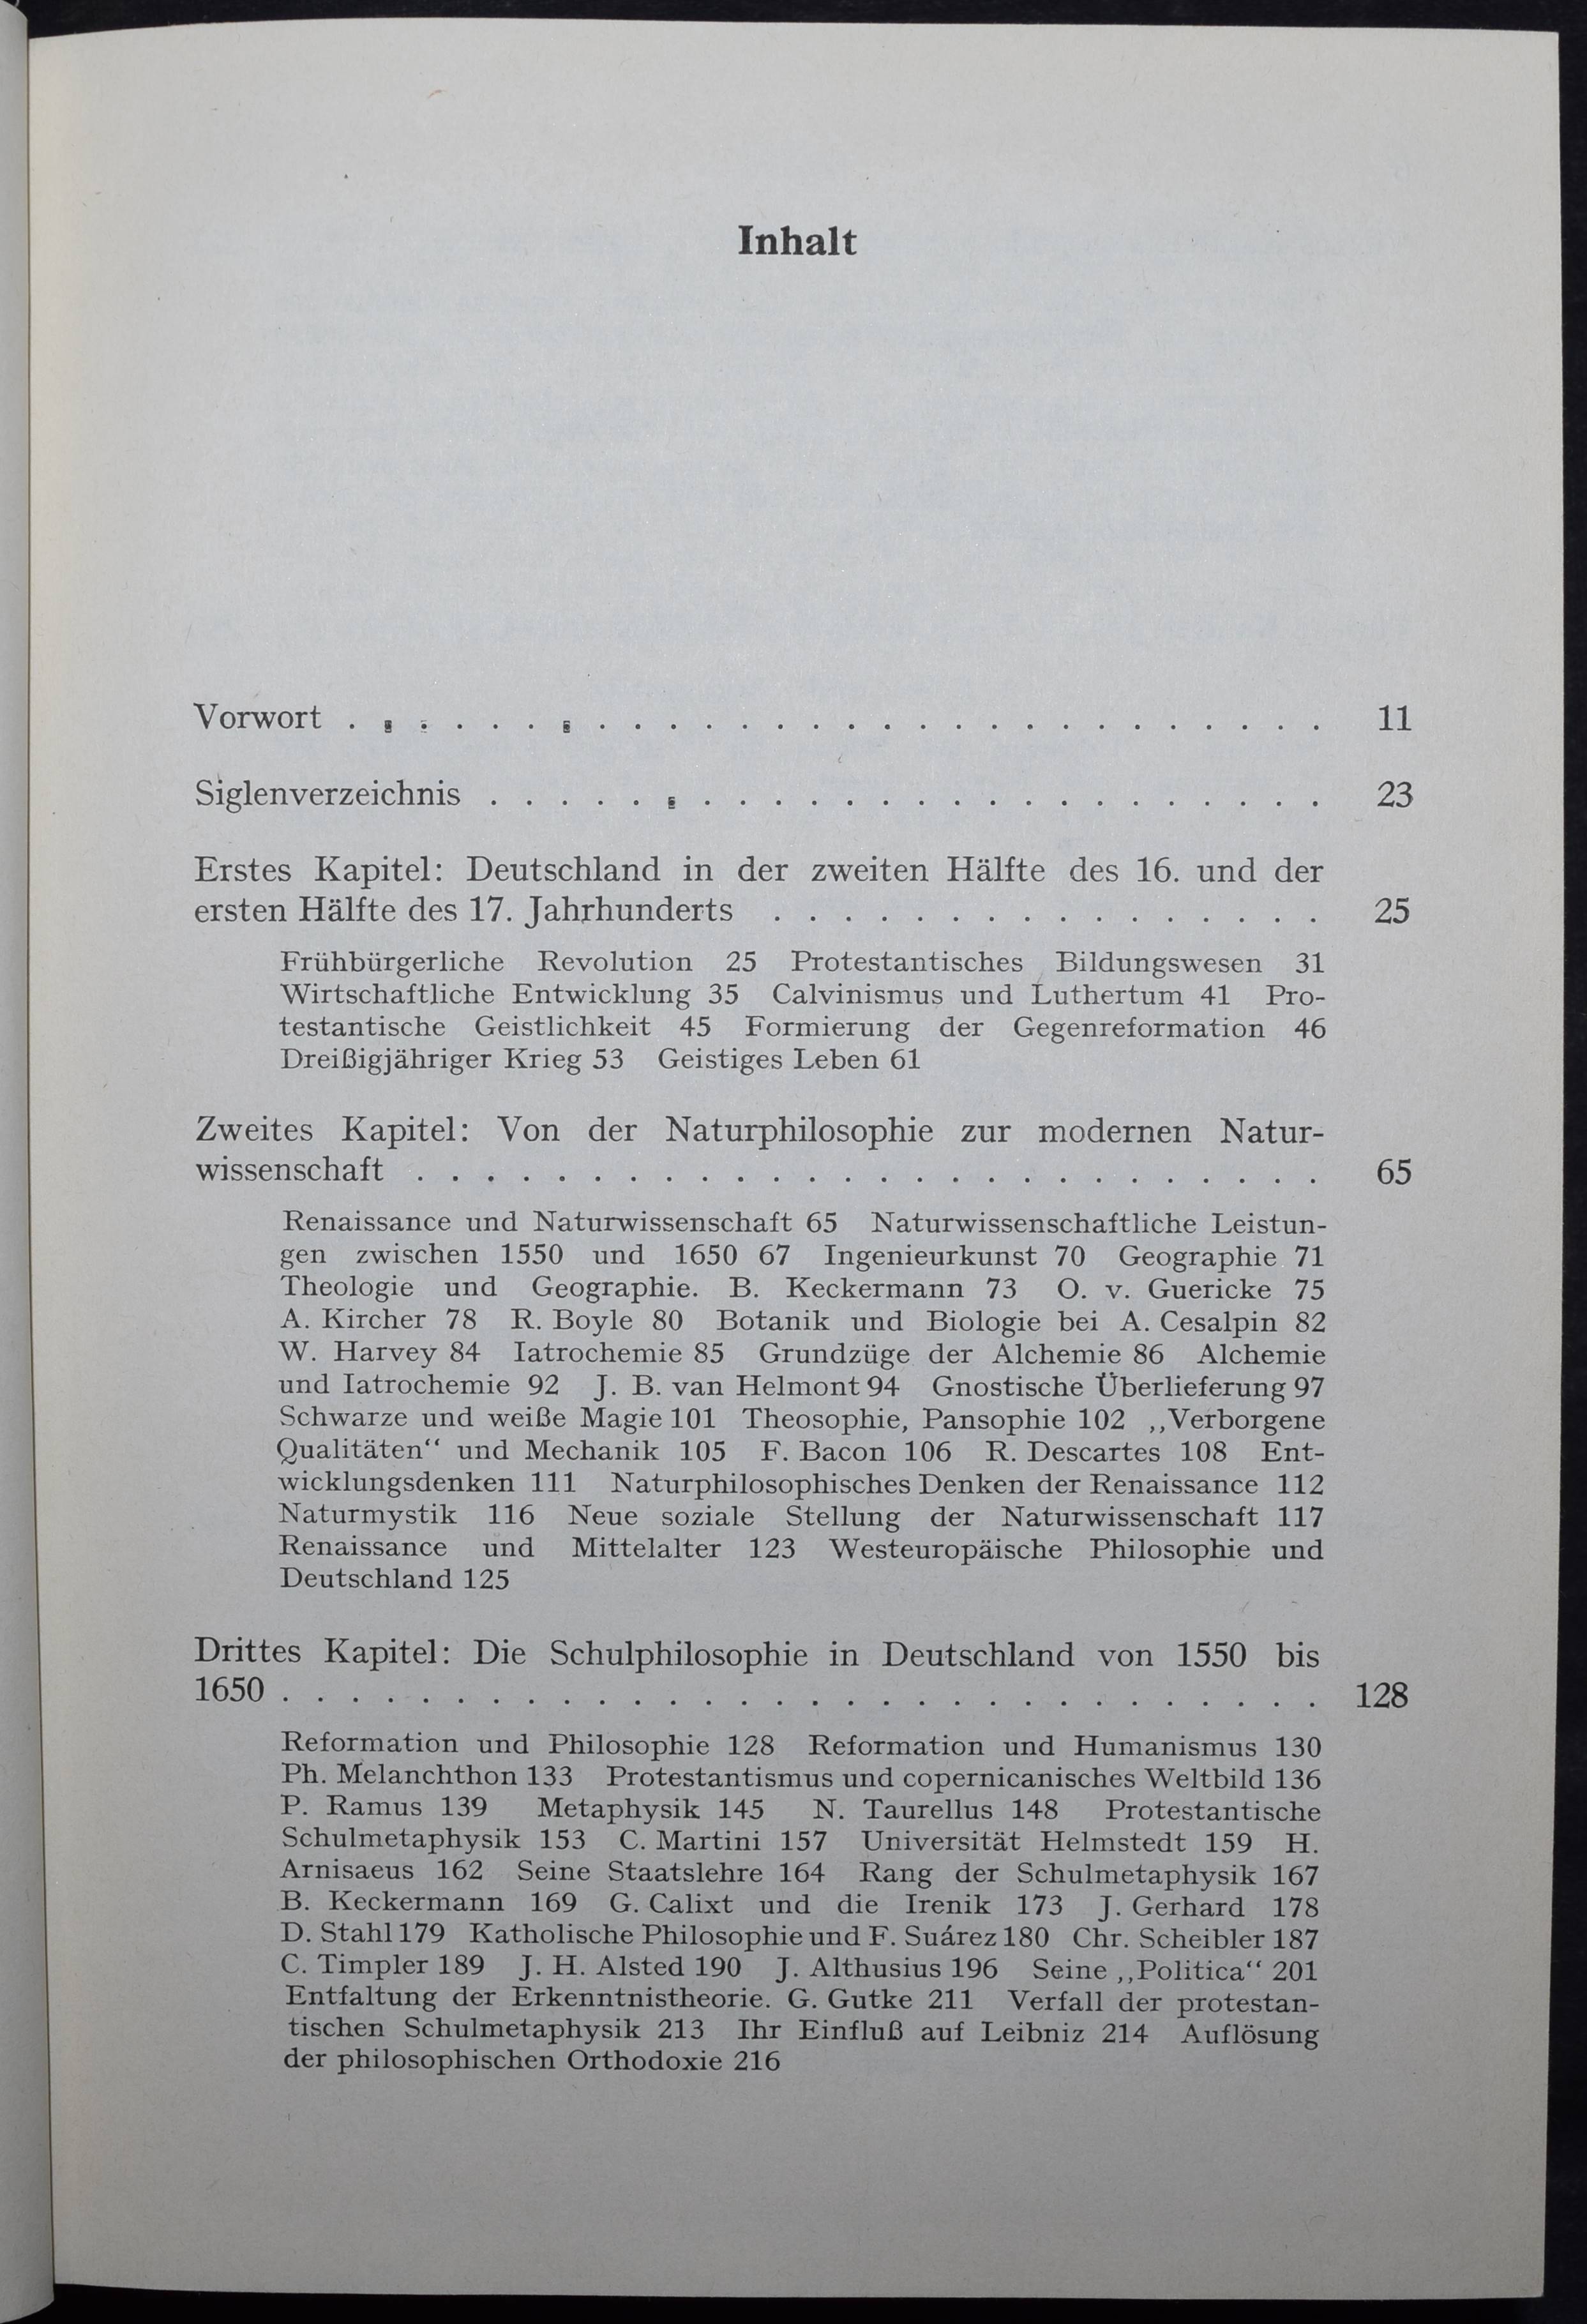 Inhalt
Vorwort . . . . . . . . . . . . . . . . . . . . . . . . . . . . 11
Siglenverzeichnis . . . . . . . . . . . . . . . . . . . . . . . . 23
Erstes Kapitel: Deutschland in der zweiten Hälfte des 16. und der
ersten Hälfte des 17. Jahrhunderts . . . . . . . . . . . . . . . . 25
Frühbürgerliche Revolution 25 Protestantisches Bildungswesen 31
Wirtschaftliche Entwicklung 35 Calvinismus und Luthertum 41 Pro-
testantische Geistlichkeit 45 Formierung der Gegenreformation 46
Dreißigjähriger Krieg 53 Geistiges Leben 61
Zweites Kapitel: Von der Naturphilosophie zur modernen Natur-
wissenschaft . . . . . . . . . . . . . . . . . . . . . . . . . . 65
Renaissance und Naturwissenschaft 65 Naturwissenschaftliche Leistun-
gen zwischen 1550 und 1650 67 Ingenieurkunst 70 Geographie 71
Theologie und Geographie. B. Keckermann 73 O. v. Guericke 75
A. Kircher 78 R. Boyle 80 Botanik und Biologie bei A. Cesalpin 82
W. Harvey 84 Iatrochemie 85 Grundzüge der Alchemie 86 Alchemie
und Iatrochemie 92 J. B. van Helmont 94 Gnostische Überlieferung 97
Schwarze und weiße Magie 101 Theosophie, Pansophie 102 „Verborgene
Qualitäten“ und Mechanik 105 F. Bacon 106 R. Descartes 108 Ent-
wicklungsdenken 111 Naturphilosophisches Denken der Renaissance 112
Naturmystik 116 Neue soziale Stellung der Naturwissenschaft 117
Renaissance und Mittelalter 123 Westeuropäische Philosophie und
Deutschland 125
Drittes Kapitel: Die Schulphilosophie in Deutschland von 1550 bis
1650 . . . . . . . . . . . . . . . . . . . . . . . . . . . . . . 128
Reformation und Philosophie 128 Reformation und Humanismus 130
Ph. Melanchthon 133 Protestantismus und copernicanisches Weltbild 136
P. Ramus 139 Metaphysik 145 N. Taurellus 148 Protestantische
Schulmetaphysik 153 C. Martini 157 Universität Helmstedt 159 H.
Arnisaeus 162 Seine Staatslehre 164 Rang der Schulmetaphysik 167
B. Keckermann 169 G. Calixt und die Irenik 173 J. Gerhard 178
D. Stahl 179 Katholische Philosophie und F. Suárez 180 Chr. Scheibler 187
C. Timpler 189 J. H. Alsted 190 J. Althusius 196 Seine „Politica“ 201
Entfaltung der Erkenntnistheorie. G. Gutke 211 Verfall der protestan-
tischen Schulmetaphysik 213 Ihr Einfluß auf Leibniz 214 Auflösung
der philosophischen Orthodoxie 216